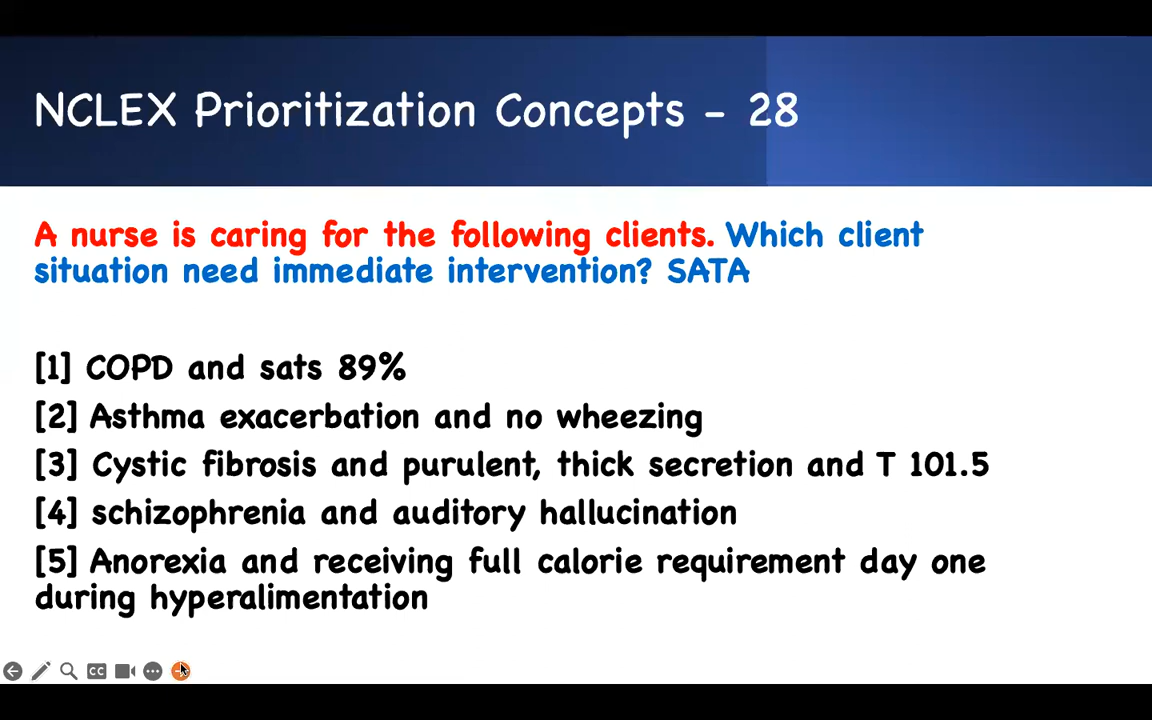 NCLEX Prioritization Concepts - 28
A nurse is caring for the following clients. Which client
situation need immediate intervention? SATA
[1] COPD and sats 89%
[2] Asthma exacerbation and no wheezing
[3] Cystic fibrosis and purulent, thick secretion and T 101.5
[4] schizophrenia and auditory hallucination
[5] Anorexia and receiving full calorie requirement day one
during hyperalimentation
CC